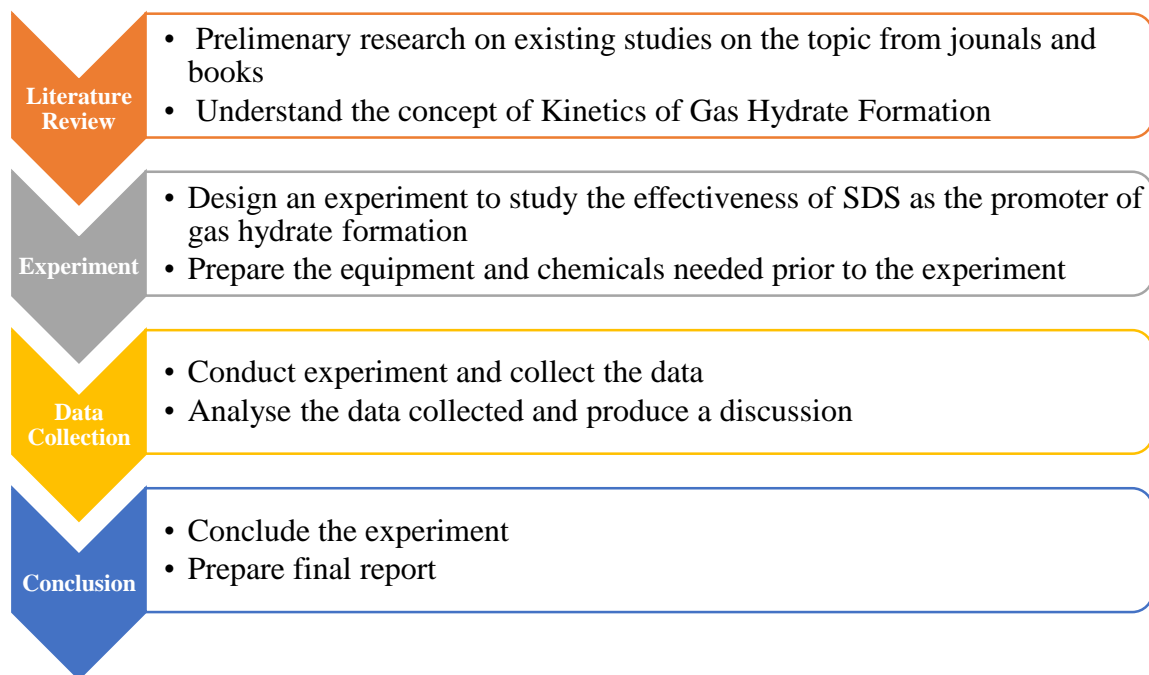 Literature
Review
• Prelimenary research on existing studies on the topic from jounals and
books
• Understand the concept of Kinetics of Gas Hydrate Formation
Experiment
• Design an experiment to study the effectiveness of SDS as the promoter of
gas hydrate formation
• Prepare the equipment and chemicals needed prior to the experiment
Data
Collection
• Conduct experiment and collect the data
• Analyse the data collected and produce a discussion
Conclusion
• Conclude the experiment
• Prepare final report